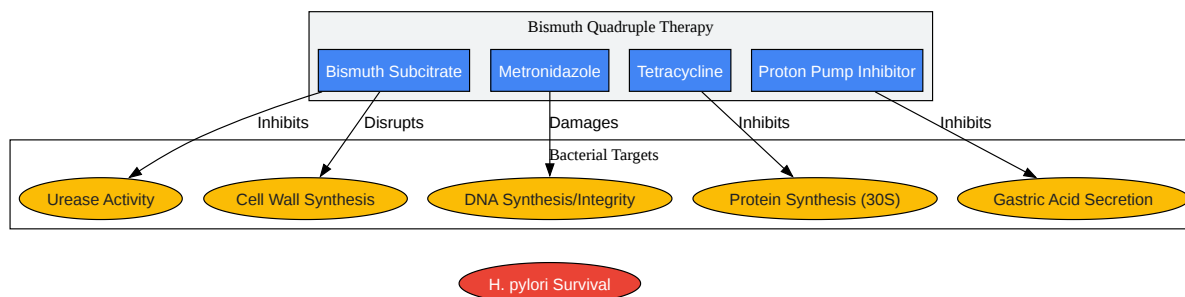 Bismuth Quadruple Therapy
Bismuth Subcitrate
Metronidazole
Tetracycline
Proton Pump Inhibitor
Inhibits
Disrupts
Damages
Inhibits
Inhibits
Bacterial Targets
Urease Activity
Cell Wall Synthesis
DNA Synthesis/Integrity
Protein Synthesis (30S)
Gastric Acid Secretion
H. pylori Survival